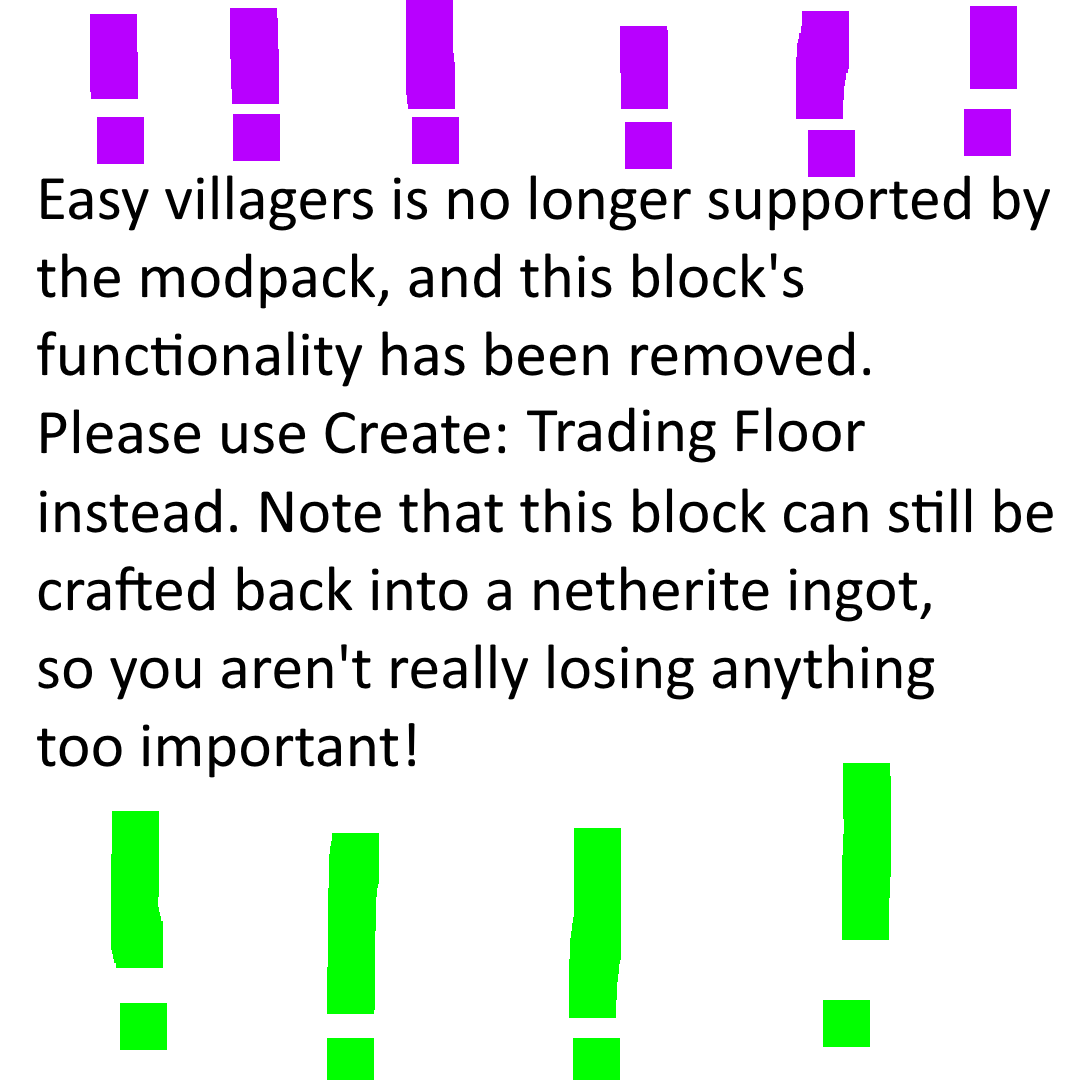 ! ! ! ! ! !
Easy villagers is no longer supported by
the modpack, and this block's
functionality has been removed.
Please use Create: Trading Floor
instead. Note that this block can still be
crafted back into a netherite ingot,
so you aren't really losing anything
too important!
! ! ! !